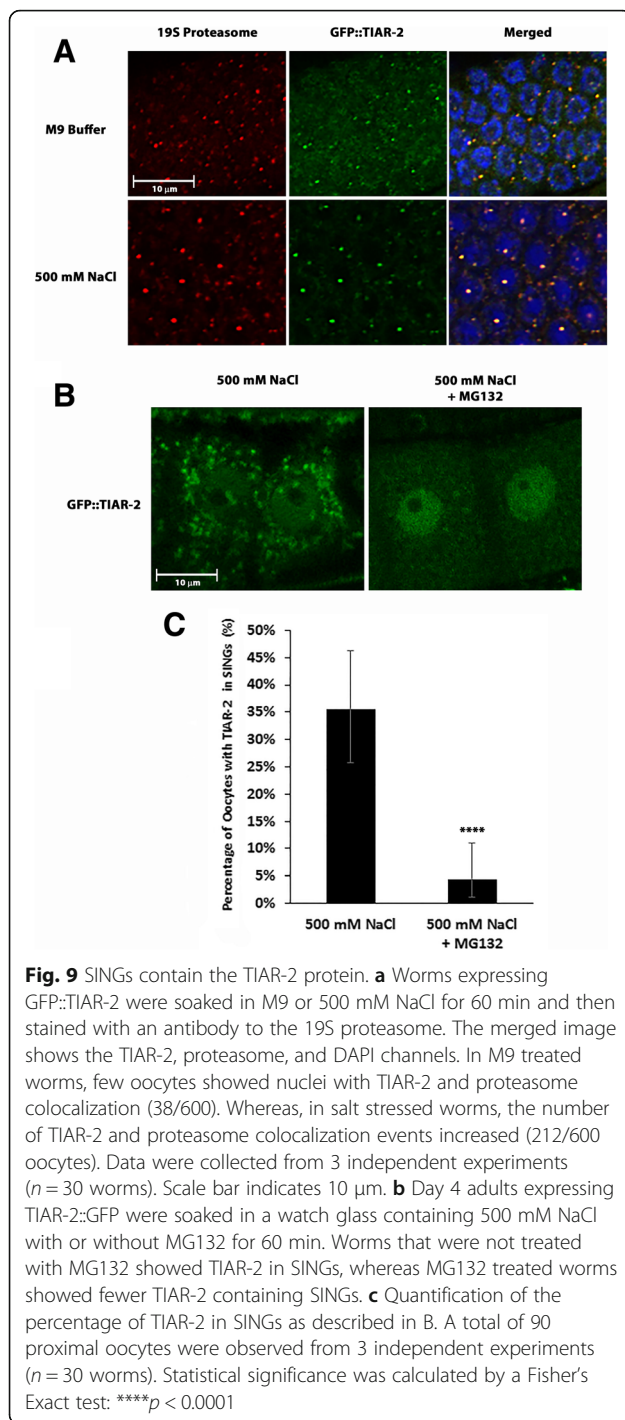 A
19S Proteasome GFP::TIAR-2 Merged
M9 Buffer
10 μm
500 mM NaCl
B
500 mM NaCl 500 mM NaCl
+ MG132
GFP::TIAR-2
10 μm
C
Percentage of Oocytes with TIAR-2 in SINGs (%)
50%
45%
40%
35%
30%
25%
20%
15%
10%
5%
0%
****
500 mM NaCl 500 mM NaCl
+ MG132
Fig. 9 SINGs contain the TIAR-2 protein. a Worms expressing
GFP::TIAR-2 were soaked in M9 or 500 mM NaCl for 60 min and then
stained with an antibody to the 19S proteasome. The merged image
shows the TIAR-2, proteasome, and DAPI channels. In M9 treated
worms, few oocytes showed nuclei with TIAR-2 and proteasome
colocalization (38/600). Whereas, in salt stressed worms, the number
of TIAR-2 and proteasome colocalization events increased (212/600
oocytes). Data were collected from 3 independent experiments
(n = 30 worms). Scale bar indicates 10 μm. b Day 4 adults expressing
TIAR-2::GFP were soaked in a watch glass containing 500 mM NaCl
with or without MG132 for 60 min. Worms that were not treated
with MG132 showed TIAR-2 in SINGs, whereas MG132 treated worms
showed fewer TIAR-2 containing SINGs. c Quantification of the
percentage of TIAR-2 in SINGs as described in B. A total of 90
proximal oocytes were observed from 3 independent experiments
(n = 30 worms). Statistical significance was calculated by a Fisher's
Exact test: ****p < 0.0001